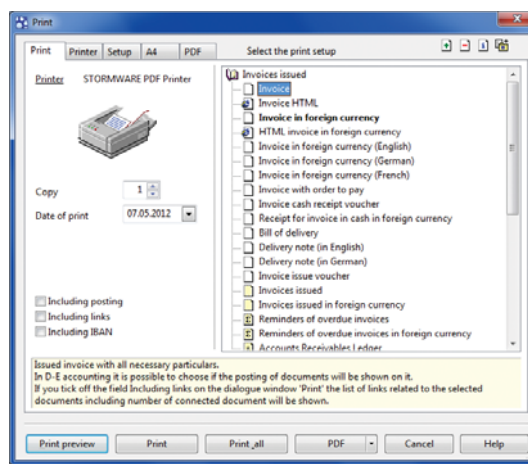 Print
Print Printer Setup A4 PDF
Select the print setup
Printer STORMWARE PDF Printer
Copy 1
Date of print 07.05.2012
Including posting
Including links
Including IBAN
Invoices issued
Invoice
Invoice HTML
Invoice in foreign currency
HTML invoice in foreign currency
Invoice in foreign currency (English)
Invoice in foreign currency (German)
Invoice in foreign currency (French)
Invoice with order to pay
Invoice cash receipt voucher
Receipt for invoice in cash in foreign currency
Bill of delivery
Delivery note (in English)
Delivery note (in German)
Invoice issue voucher
Invoices issued
Invoices issued in foreign currency
Reminders of overdue invoices
Reminders of overdue invoices in foreign currency
Accounts Receivables Ledger
Issued invoice with all necessary particulars.
In D-E accounting it is possible to choose if the posting of documents will be shown on it.
If you tick off the field Including links on the dialogue window 'Print' the list of links related to the selected
documents including number of connected document will be shown.
Print preview Print Print all PDF Cancel Help